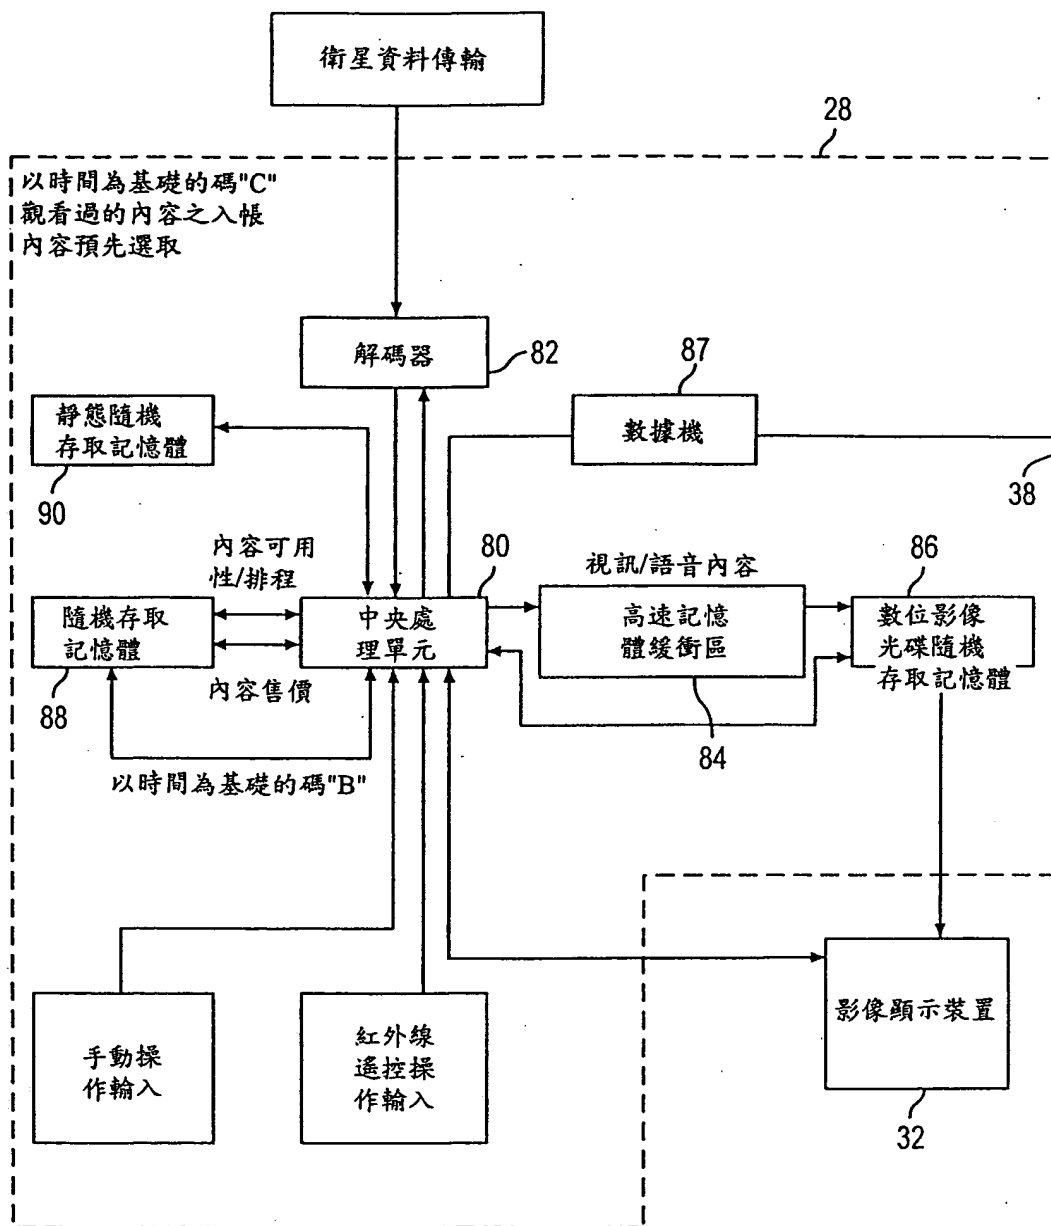 衛星資料傳輸
28
以時間為基礎的碼"C"
觀看過的內容之入帳
內容預先選取
解碼器
82
87
靜態隨機
存取記憶體
數據機
90
38
內容可用
性/排程
80
視訊/語音內容
86
隨機存取
記憶體
中央處
理單元
高速記憶
體緩衝區
數位影像
光碟隨機
存取記憶體
88
內容售價
84
以時間為基礎的碼"B"
手動操
作輸入
紅外線
遙控操
作輸入
影像顯示裝置
32